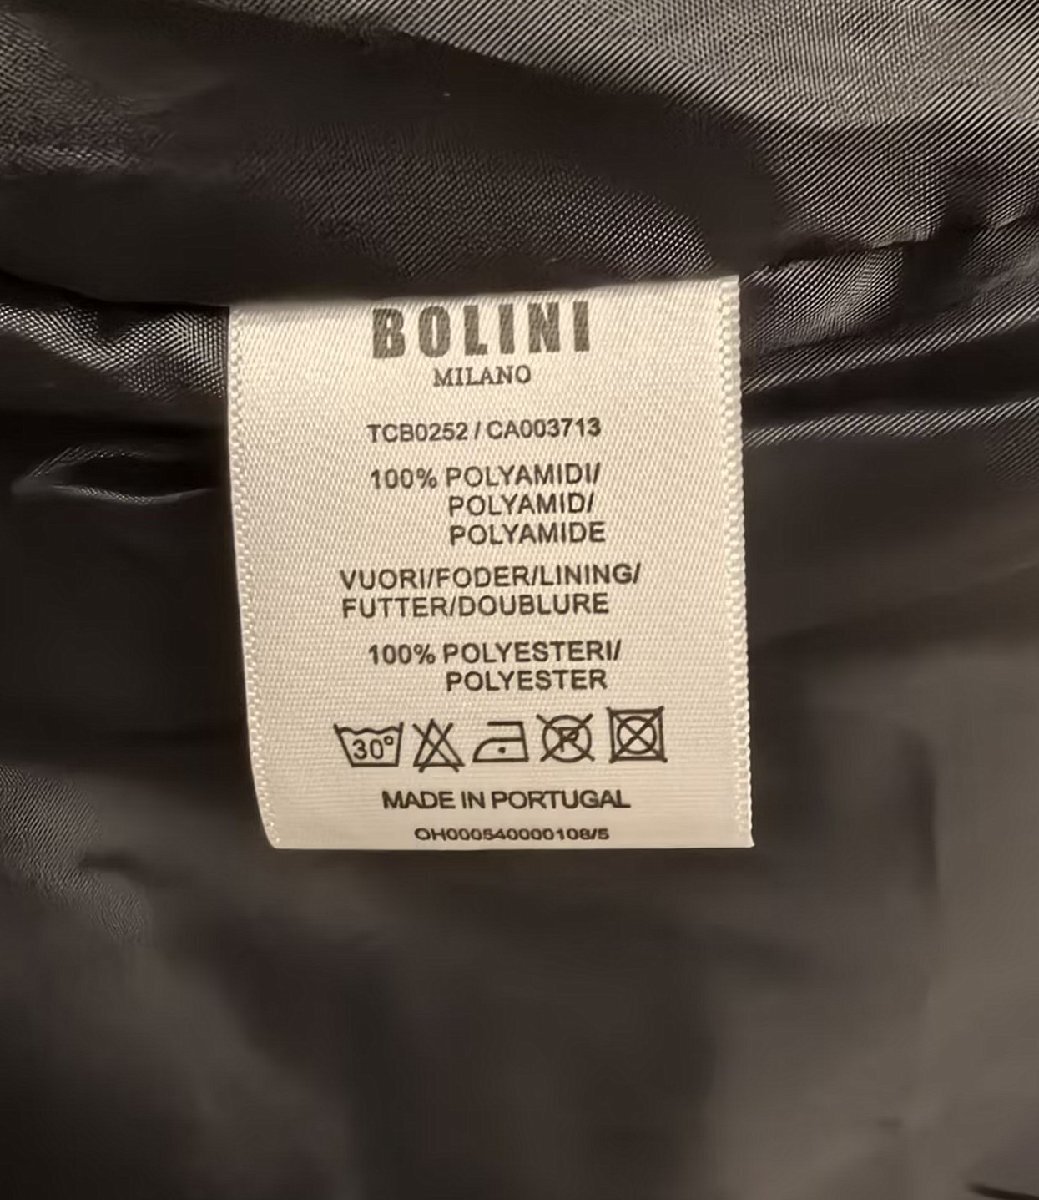 BOLINI
MILANO
TCB0252 / CA003713
100% POLYAMIDI/
POLYAMID/
POLYAMIDE
VUORI/FODER/LINING/
FUTTER/DOUBLURE
100% POLYESTERI/
POLYESTER
30° P
MADE IN PORTUGAL
OH000540000108/5